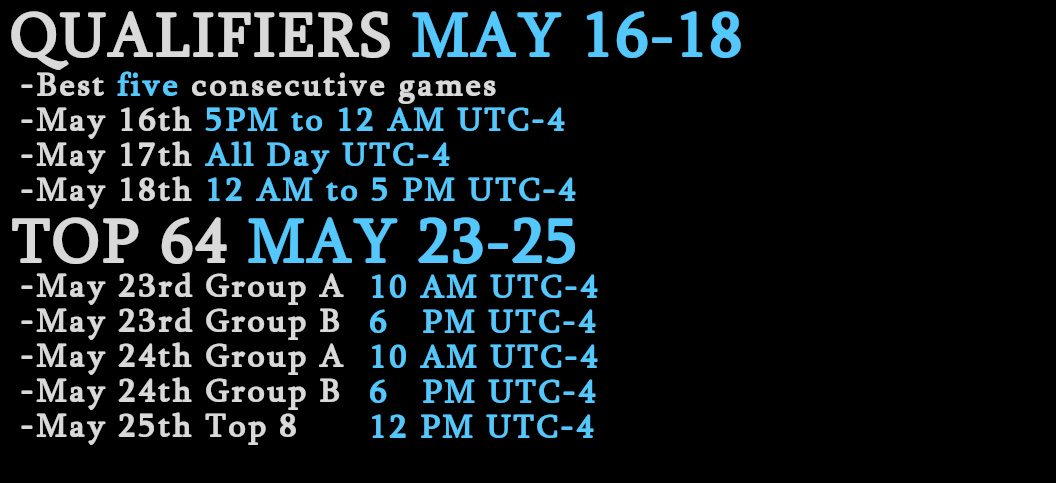 QUALIFIERS MAY 16-18
-Best five consecutive games
-May 16th 5PM to 12 AM UTC-4
-May 17th All Day UTC-4
-May 18th 12 AM to 5 PM UTC-4
TOP 64 MAY 23-25
-May 23rd Group A 10 AM UTC-4
-May 23rd Group B 6 PM UTC-4
-May 24th Group A 10 AM UTC-4
-May 24th Group B 6 PM UTC-4
-May 25th Top 8 12 PM UTC-4